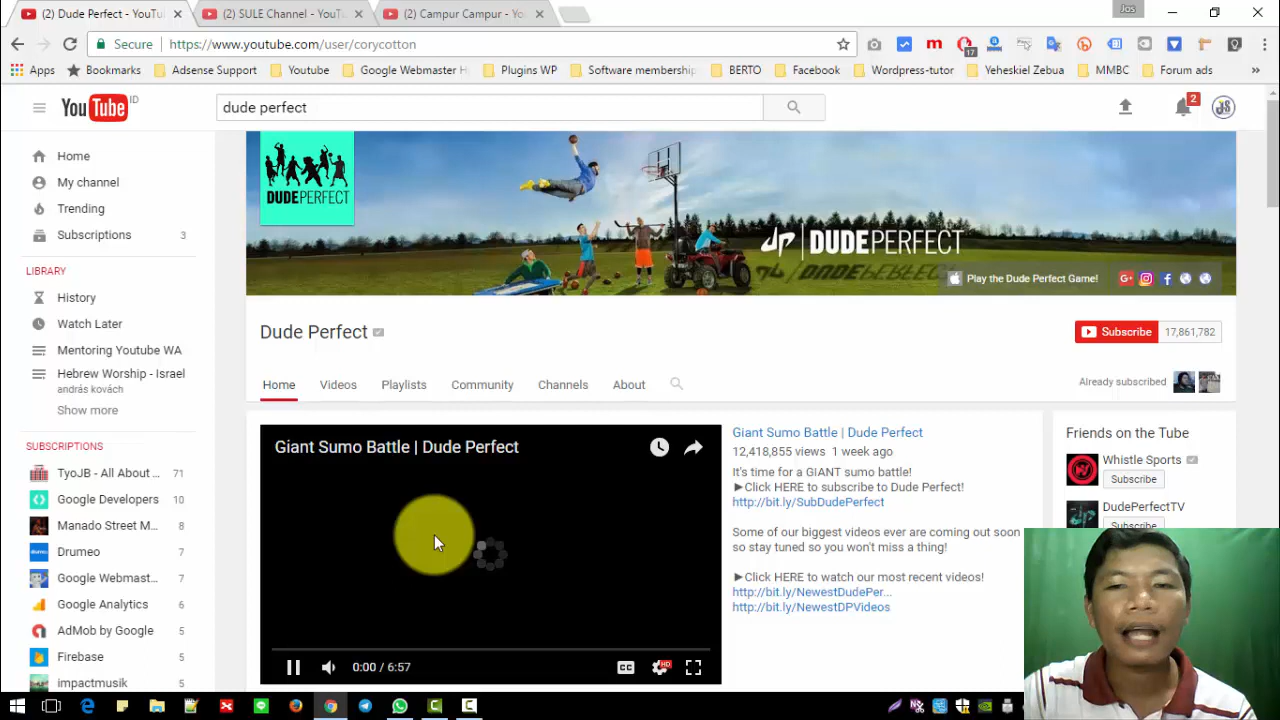 (2) Dude Perfect - YouTu
(2) SULE Channel - YouT
(2) Campur Campur - Yo
Jos
Secure
https://www.youtube.com/user/corycotton
17
Apps
Bookmarks
Adsense Support
Youtube
Google Webmaster H
Plugins WP
Software membership
BERTO
Facebook
Wordpress-tutor
Yeheskiel Zebua
MMBC
Forum ads
»
YouTube ID
dude perfect
2
Home
My channel
Trending
Subscriptions 3
LIBRARY
History
Watch Later
Mentoring Youtube WA
Hebrew Worship - Israel
andrás kovách
Show more
SUBSCRIPTIONS
TyoJB - All About ... 71
Google Developers 10
Manado Street M... 8
Drumeo 7
Google Webmast... 7
Google Analytics 6
AdMob by Google 5
Firebase 5
impactmusik 5
DUDEPERFECT
dp DUDEPERFECT
Play the Dude Perfect Game!
Dude Perfect
Subscribe 17,861,782
Home
Videos
Playlists
Community
Channels
About
Already subscribed
Giant Sumo Battle | Dude Perfect
0:00 / 6:57
CC
HD
Giant Sumo Battle | Dude Perfect
12,418,855 views 1 week ago
It's time for a GIANT sumo battle!
►Click HERE to subscribe to Dude Perfect!
http://bit.ly/SubDudePerfect
Some of our biggest videos ever are coming out soon
so stay tuned so you won't miss a thing!
►Click HERE to watch our most recent videos!
http://bit.ly/NewestDudePer...
http://bit.ly/NewestDPVideos
Friends on the Tube
Whistle Sports
Subscribe
DudePerfectTV
Subscribe